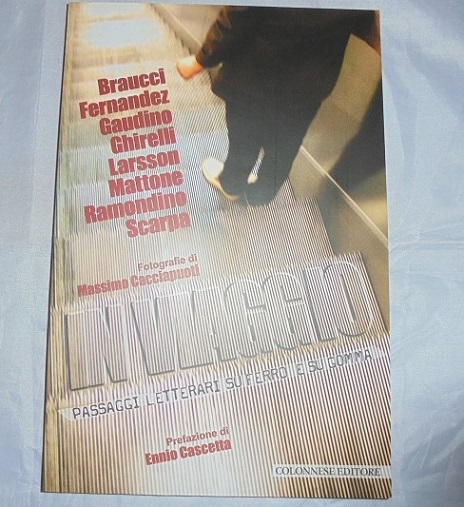 Braucci
Fernandez
Gaudino
Ghirelli
Larsson
Mattone
Ramondino
Scarpa
Fotografie di
Massimo Cacciapuoti
IN VIAGGIO
PASSAGGI LETTERARI SU FERRO E SU GOMMA
Prefazione di
Ennio Cascetta
COLONNESE EDITORE